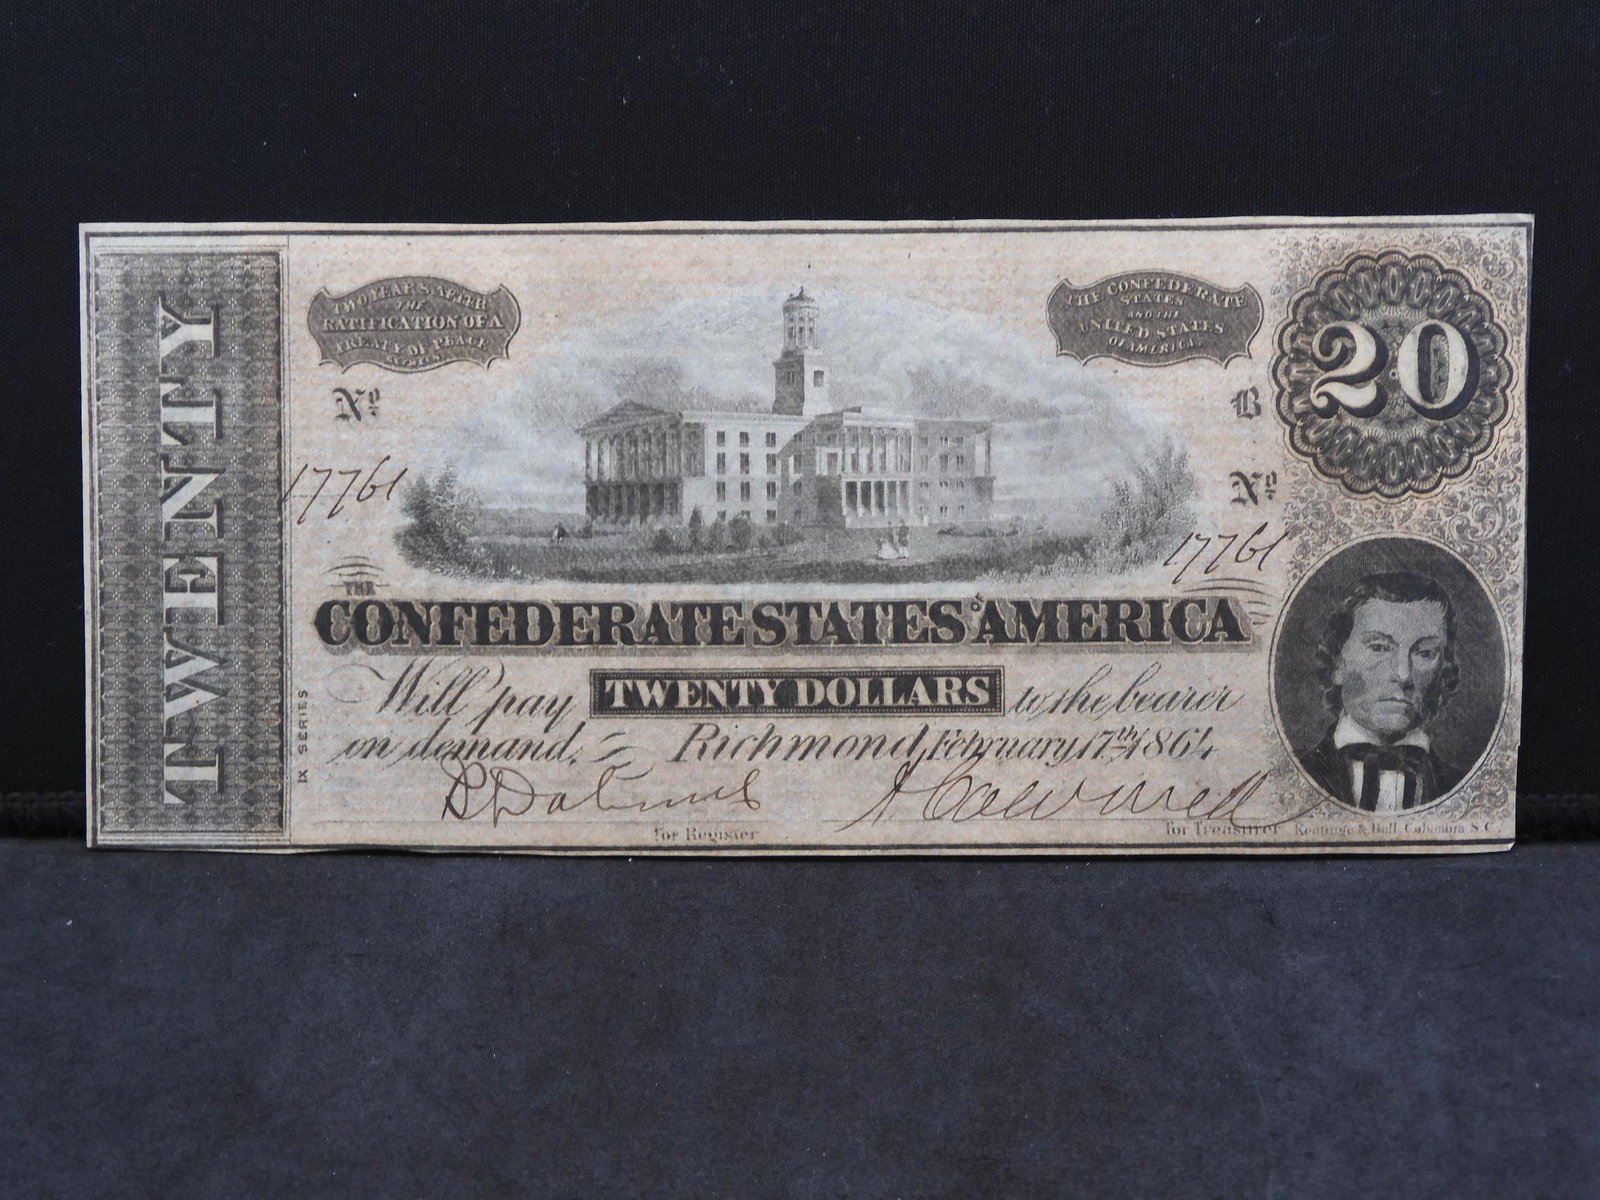 TWENTY
TWO YEARS AFTER
THE
RATIFICATION OF A
TREATY OF PEACE
BETWEEN
THE CONFEDERATE
STATES
AND THE
UNITED STATES
OF AMERICA.
20
No
B
17761
No
17761
THE
CONFEDERATE STATES OF AMERICA
Will pay TWENTY DOLLARS to the bearer
on demand. Richmond, February 17th 1864
IX SERIES
for Register
for Treasurer
Keatinge & Ball, Columbia S.C.